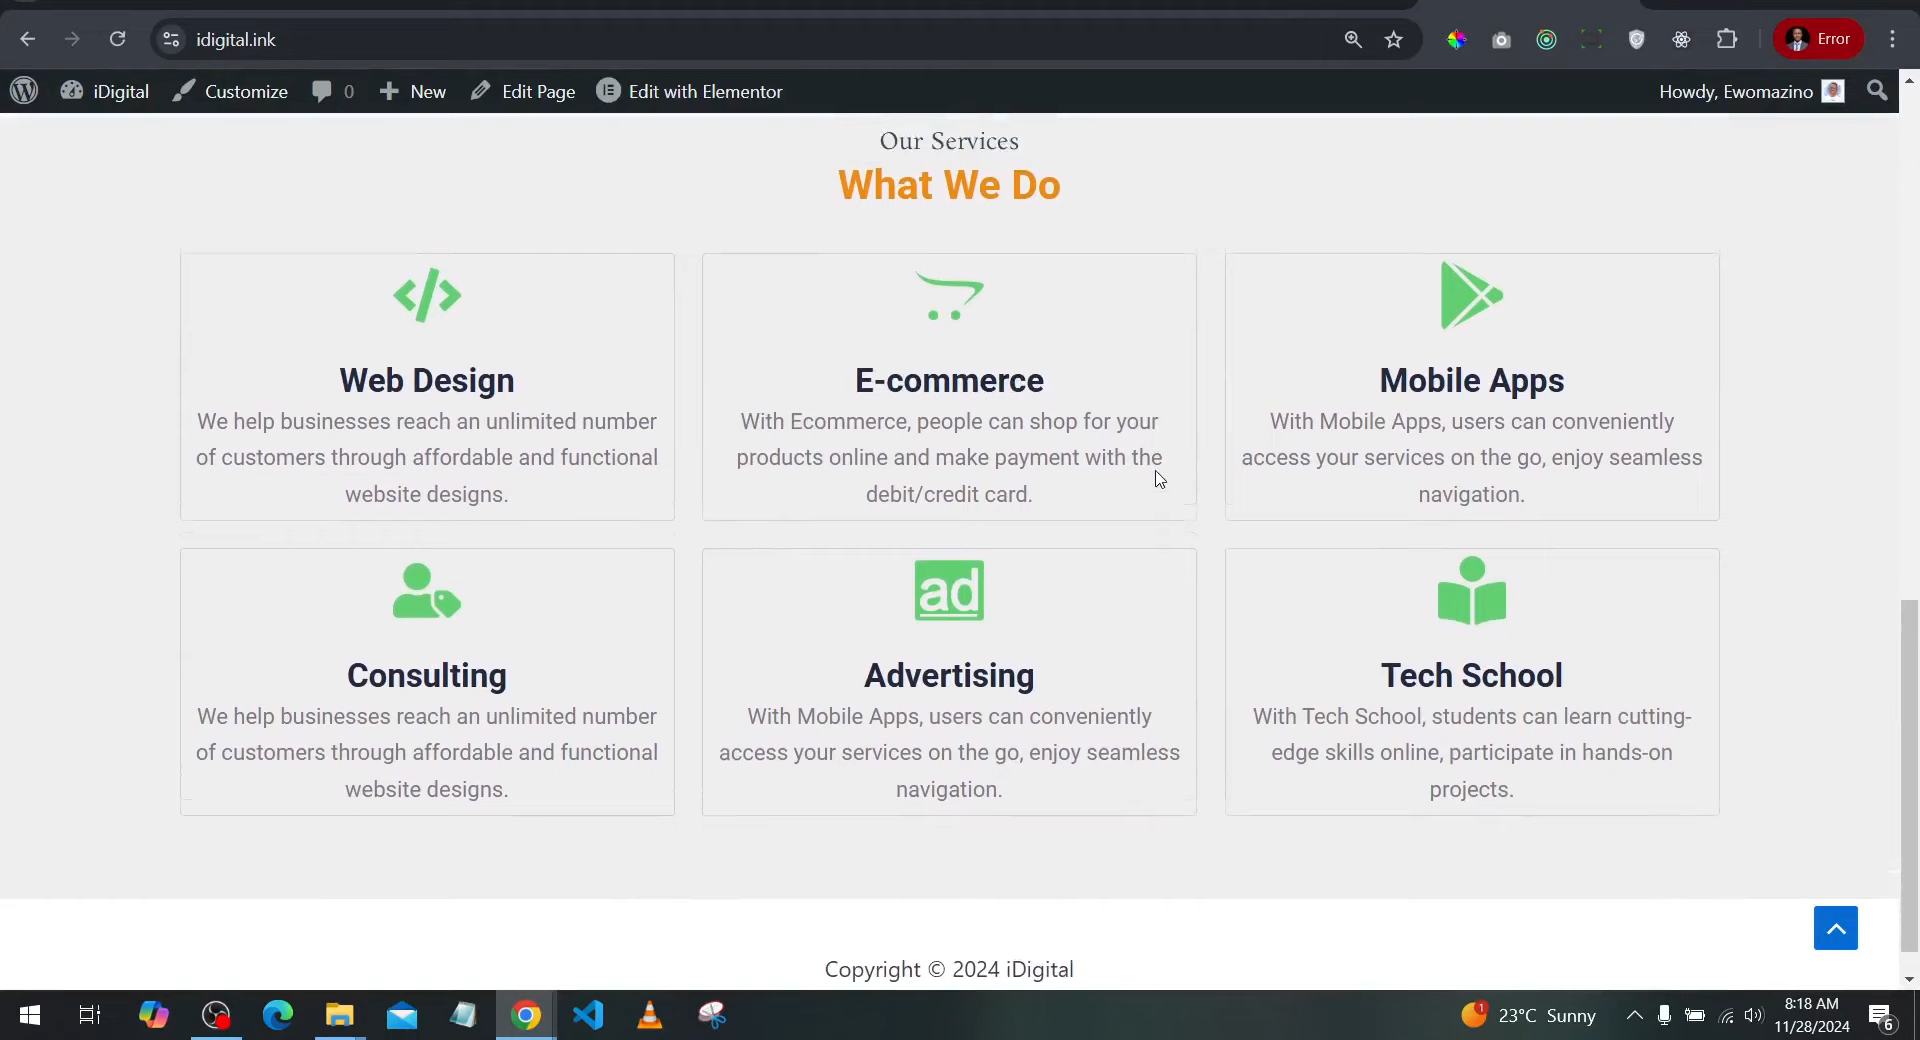 idigital.ink
Error
iDigital
Customize
0
New
Edit Page
Edit with Elementor
Howdy, Ewomazino
Our Services
What We Do
Web Design
We help businesses reach an unlimited number
of customers through affordable and functional
website designs.
E-commerce
With Ecommerce, people can shop for your
products online and make payment with the
debit/credit card.
Mobile Apps
With Mobile Apps, users can conveniently
access your services on the go, enjoy seamless
navigation.
Consulting
We help businesses reach an unlimited number
of customers through affordable and functional
website designs.
ad
Advertising
With Mobile Apps, users can conveniently
access your services on the go, enjoy seamless
navigation.
Tech School
With Tech School, students can learn cutting-
edge skills online, participate in hands-on
projects.
Copyright © 2024 iDigital
1
23°C Sunny
8:18 AM
11/28/2024
6